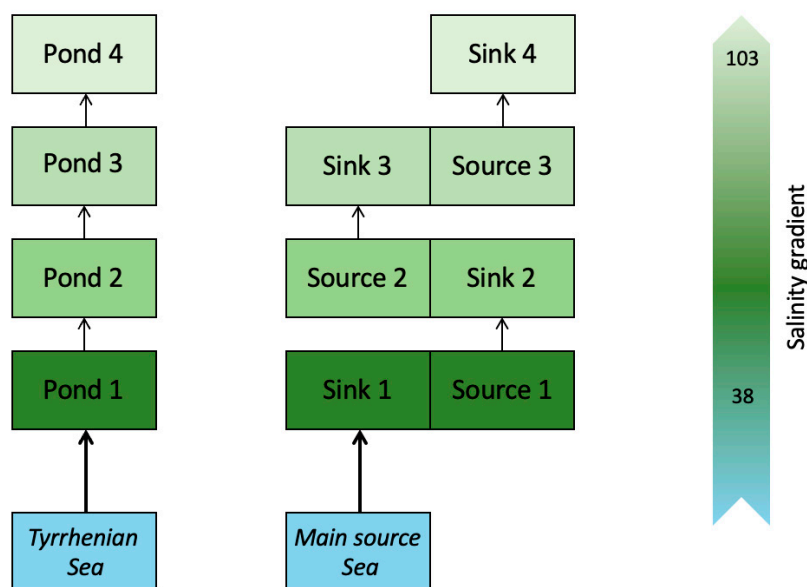 Pond 4
Sink 4
103
Pond 3
Sink 3
Source 3
Pond 2
Source 2
Sink 2
Salinity gradient
Pond 1
Sink 1
Source 1
38
Tyrrhenian
Sea
Main source
Sea